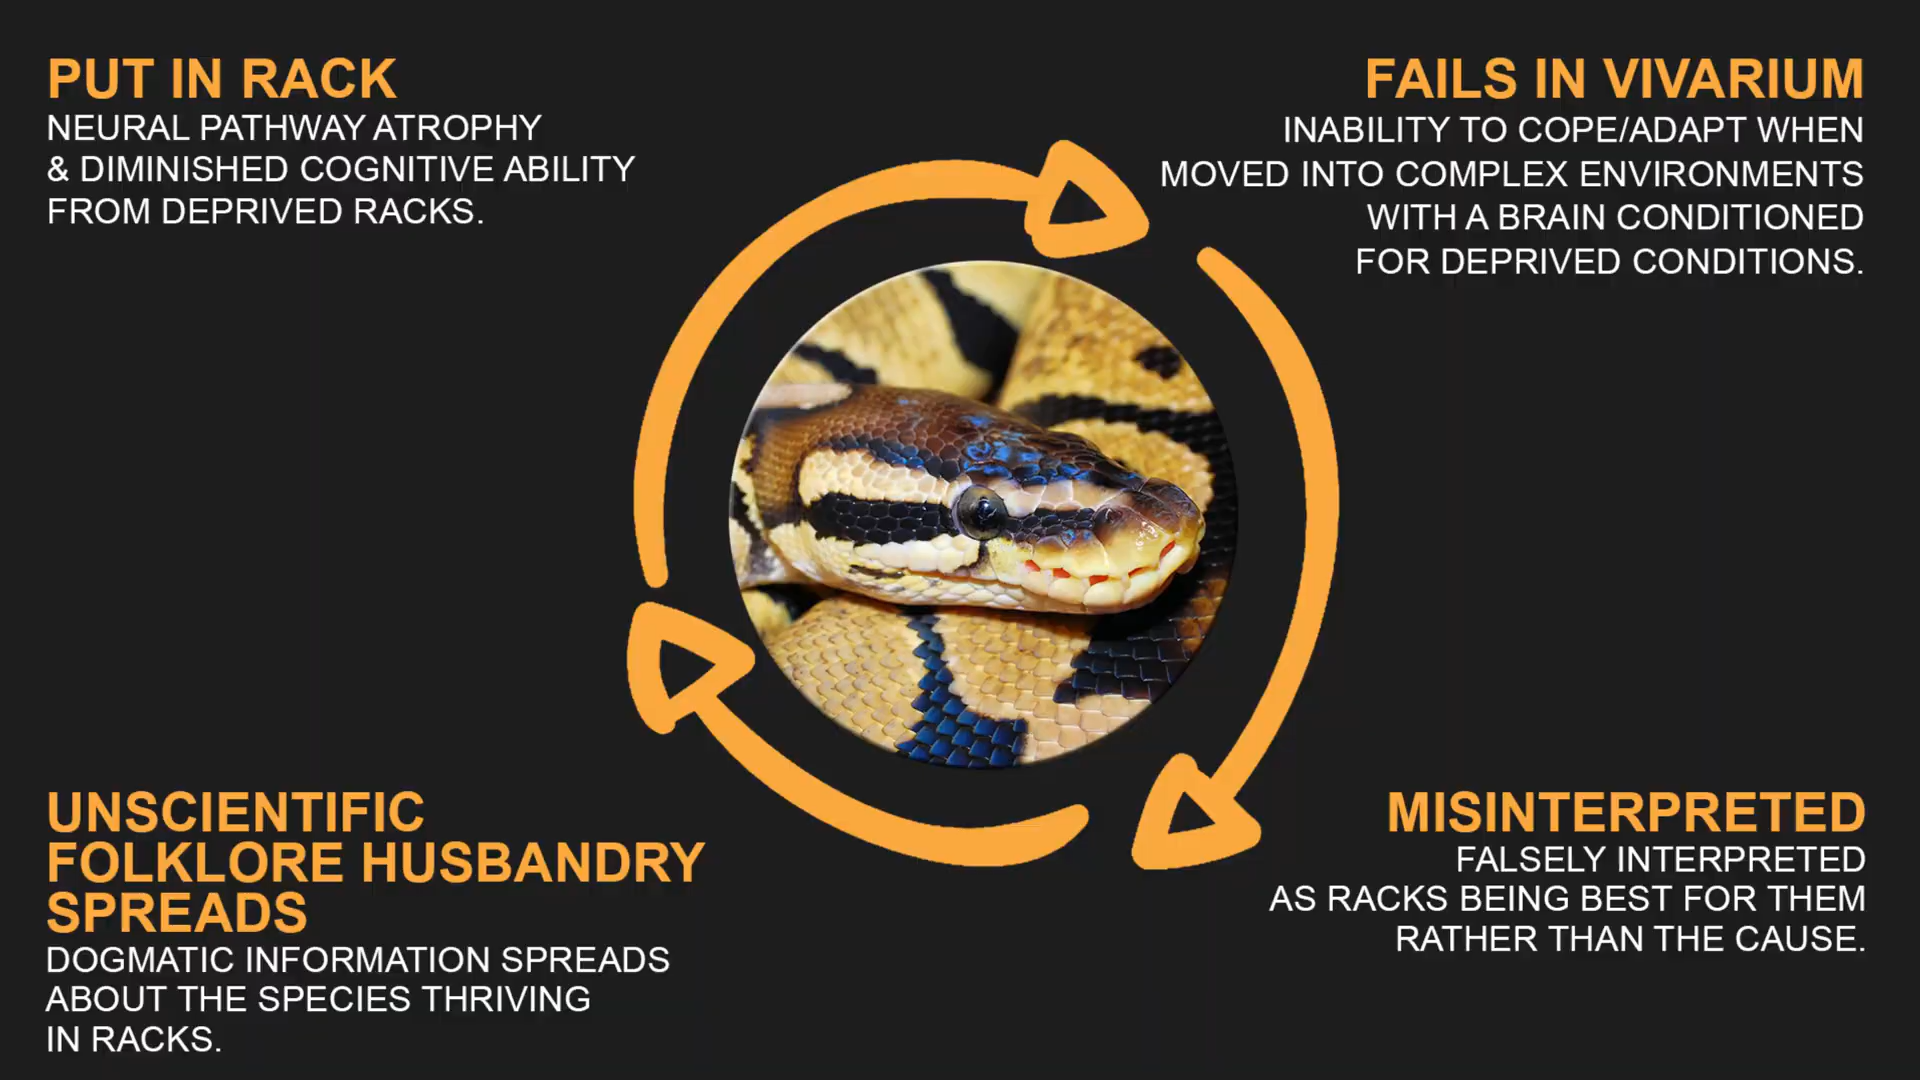 PUT IN RACK
NEURAL PATHWAY ATROPHY
& DIMINISHED COGNITIVE ABILITY
FROM DEPRIVED RACKS.
FAILS IN VIVARIUM
INABILITY TO COPE/ADAPT WHEN
MOVED INTO COMPLEX ENVIRONMENTS
WITH A BRAIN CONDITIONED
FOR DEPRIVED CONDITIONS.
MISINTERPRETED
FALSELY INTERPRETED
AS RACKS BEING BEST FOR THEM
RATHER THAN THE CAUSE.
UNSCIENTIFIC
FOLKLORE HUSBANDRY
SPREADS
DOGMATIC INFORMATION SPREADS
ABOUT THE SPECIES THRIVING
IN RACKS.